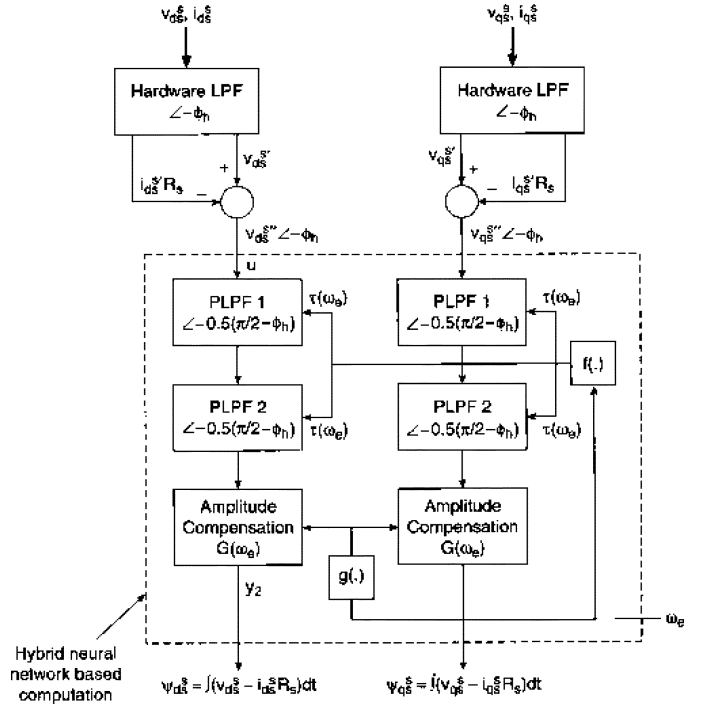 v_ds^s, i_ds^s
v_qs^s, i_qs^s
Hardware LPF
∠−ϕ_h
Hardware LPF
∠−ϕ_h
v_ds^s'
+
i_ds^s'R_s
−
v_qs^s'
+
i_qs^s'R_s
−
v_ds^s''∠−ϕ_h
v_qs^s''∠−ϕ_h
u
PLPF 1
∠−0.5(π/2−ϕ_h)
τ(ω_e)
PLPF 1
∠−0.5(π/2−ϕ_h)
τ(ω_e)
f(.)
PLPF 2
∠−0.5(π/2−ϕ_h)
τ(ω_e)
PLPF 2
∠−0.5(π/2−ϕ_h)
τ(ω_e)
Amplitude
Compensation
G(ω_e)
Amplitude
Compensation
G(ω_e)
g(.)
y_2
ω_e
Hybrid neural
network based
computation
ψ_ds^s = ∫(v_ds^s − i_ds^s R_s)dt
ψ_qs^s = ∫(v_qs^s − i_qs^s R_s)dt